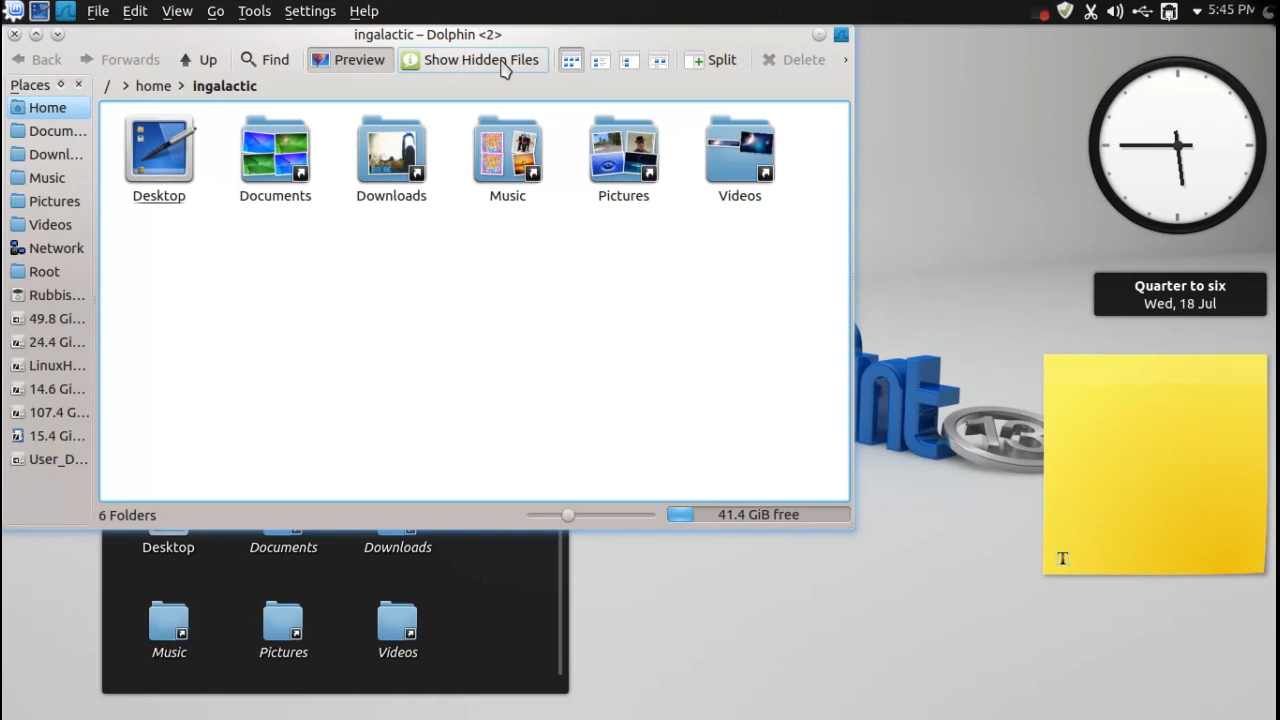 File Edit View Go Tools Settings Help
5:45 PM
ingalactic – Dolphin <2>
Back Forwards Up Find Preview Show Hidden Files Split Delete
Places
/ > home > ingalactic
Home
Docum...
Downl...
Music
Pictures
Videos
Network
Root
Rubbis...
49.8 Gi...
24.4 Gi...
LinuxH...
14.6 Gi...
107.4 G...
15.4 Gi...
User_D...
Desktop Documents Downloads Music Pictures Videos
6 Folders
41.4 GiB free
Quarter to six
Wed, 18 Jul
nt 13
T
Desktop Documents Downloads
Music Pictures Videos